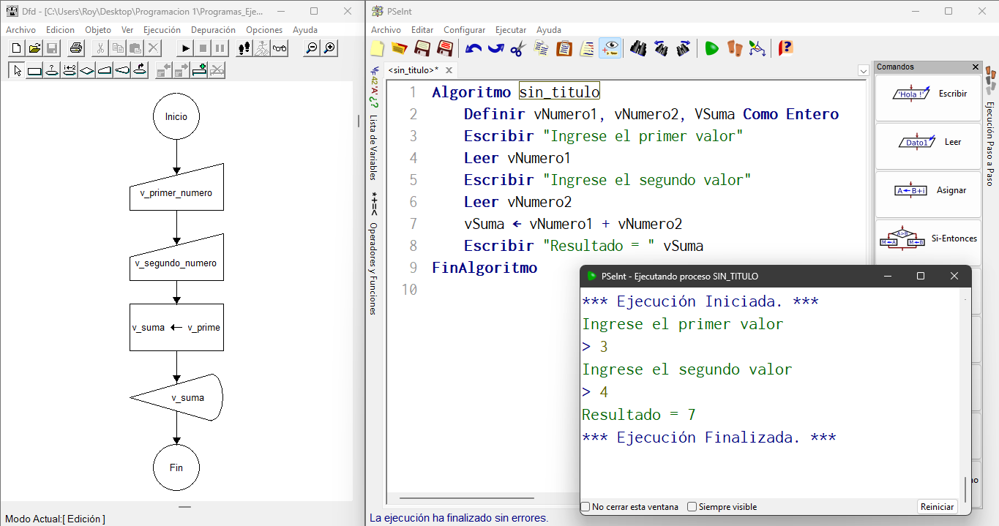 Dfd - [C:\Users\Roy\Desktop\Programacion 1\Programas_Eje...
Archivo Edicion Objeto Ver Ejecución Depuración Opciones Ayuda
Inicio
v_primer_numero
v_segundo_numero
v_suma ← v_prime
v_suma
Fin
Modo Actual:[ Edición ]
PSeInt
Archivo Editar Configurar Ejecutar Ayuda
<sin_titulo>*
Lista de Variables
Operadores y Funciones
1 Algoritmo sin_titulo
2 Definir vNumero1, vNumero2, VSuma Como Entero
3 Escribir "Ingrese el primer valor"
4 Leer vNumero1
5 Escribir "Ingrese el segundo valor"
6 Leer vNumero2
7 vSuma ← vNumero1 + vNumero2
8 Escribir "Resultado = " vSuma
9 FinAlgoritmo
10
Comandos
'Hola !' Escribir
Dato1 Leer
A←B+i Asignar
A>B M←A M←B Si-Entonces
no
Ejecución Paso a Paso
PSeInt - Ejecutando proceso SIN_TITULO
*** Ejecución Iniciada. ***
Ingrese el primer valor
> 3
Ingrese el segundo valor
> 4
Resultado = 7
*** Ejecución Finalizada. ***
No cerrar esta ventana Siempre visible Reiniciar
La ejecución ha finalizado sin errores.